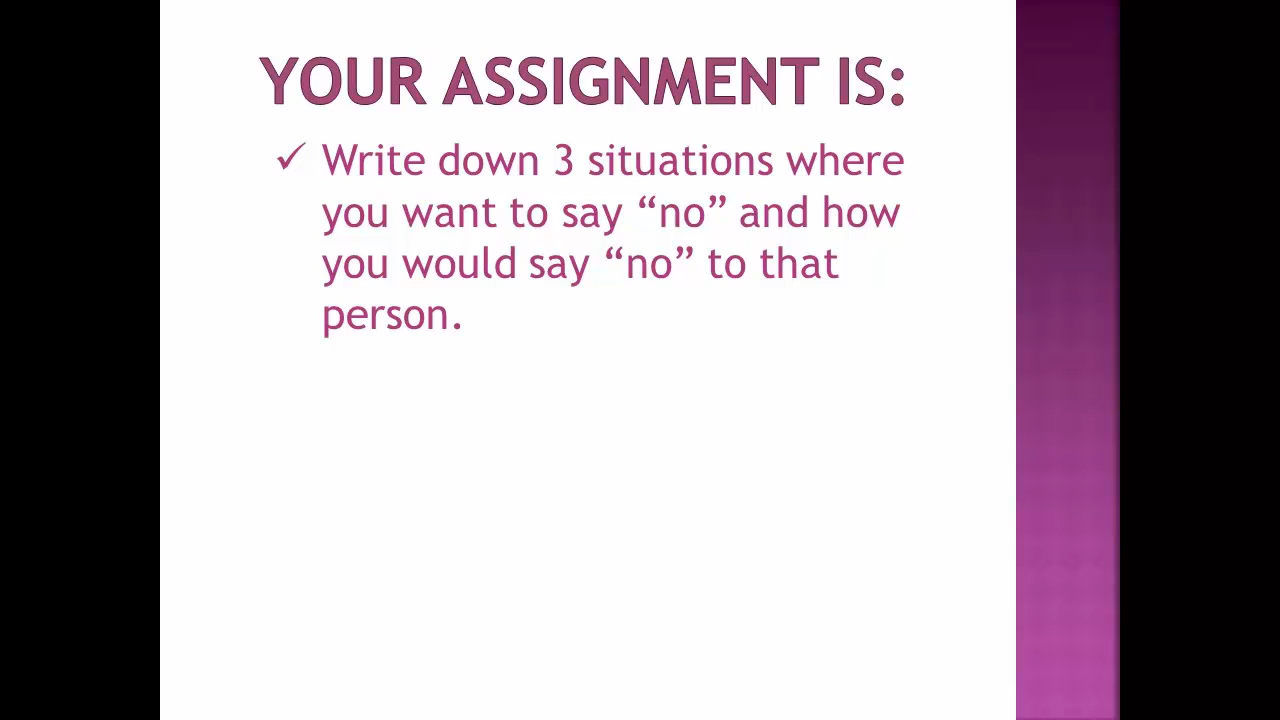 YOUR ASSIGNMENT IS:
✓ Write down 3 situations where
you want to say “no” and how
you would say “no” to that
person.